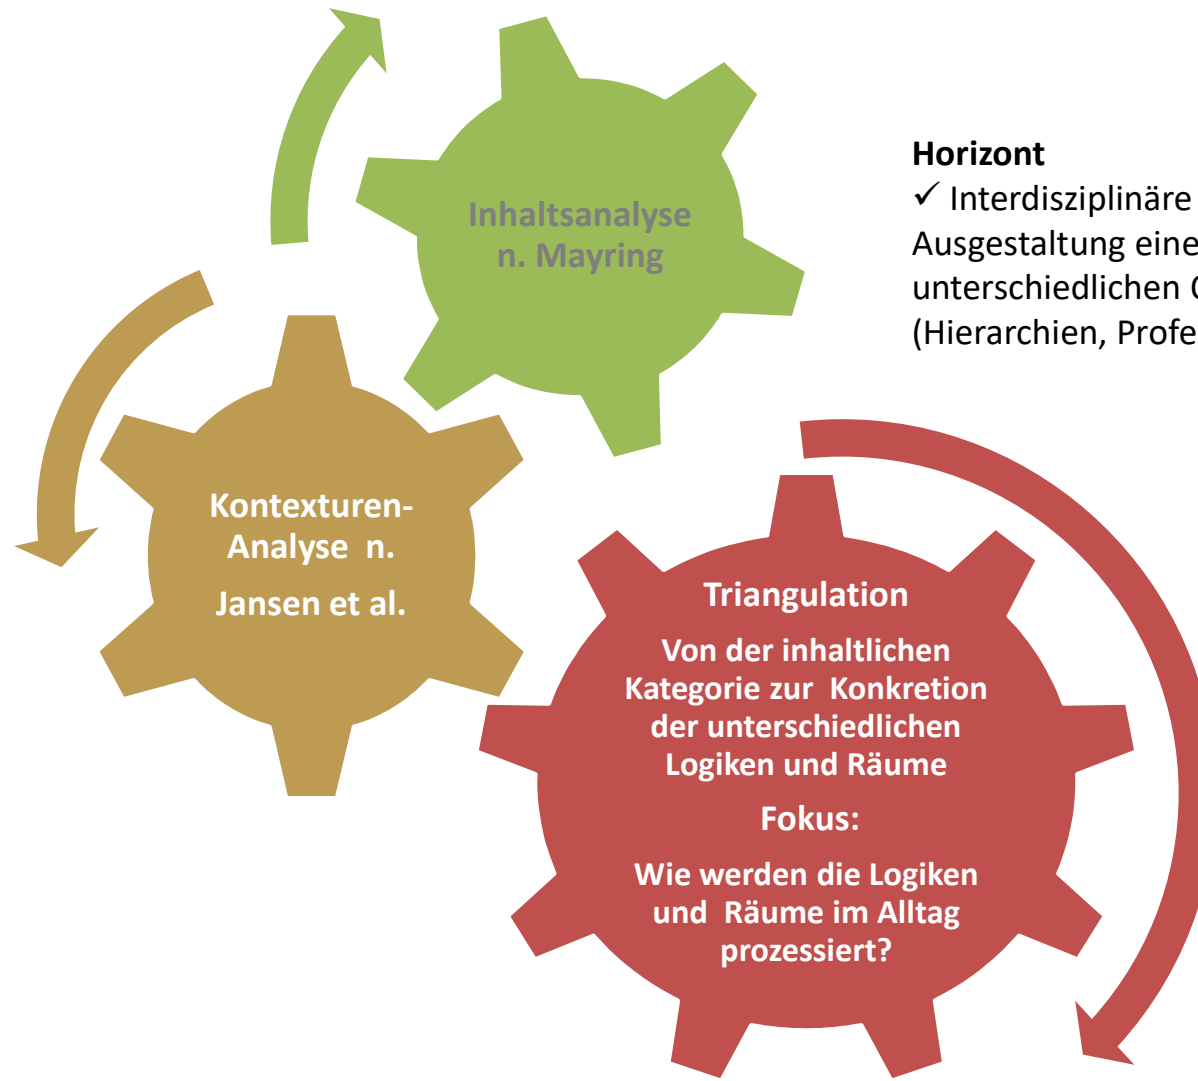 Inhaltsanalyse
n. Mayring
Horizont
✓ Interdisziplinäre
Ausgestaltung eine
unterschiedlichen
(Hierarchien, Profe
Kontexturen-
Analyse n.
Jansen et al.
Triangulation
Von der inhaltlichen
Kategorie zur Konkretion
der unterschiedlichen
Logiken und Räume
Fokus:
Wie werden die Logiken
und Räume im Alltag
prozessiert?